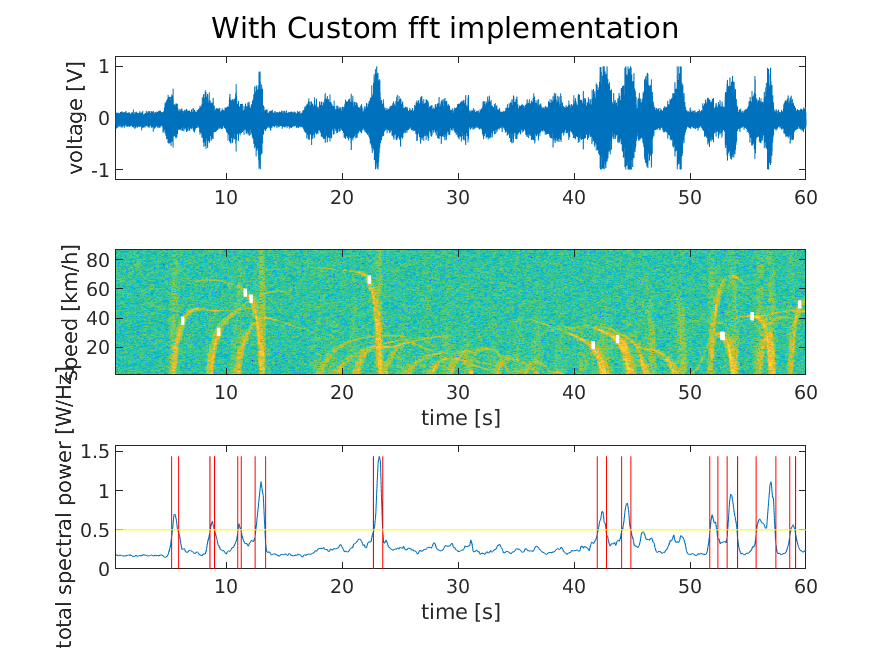 With Custom fft implementation
voltage [V]
1
0
-1
10 20 30 40 50 60
speed [km/h]
80
60
40
20
10 20 30 40 50 60
time [s]
total spectral power [W/Hz]
1.5
1
0.5
0
10 20 30 40 50 60
time [s]